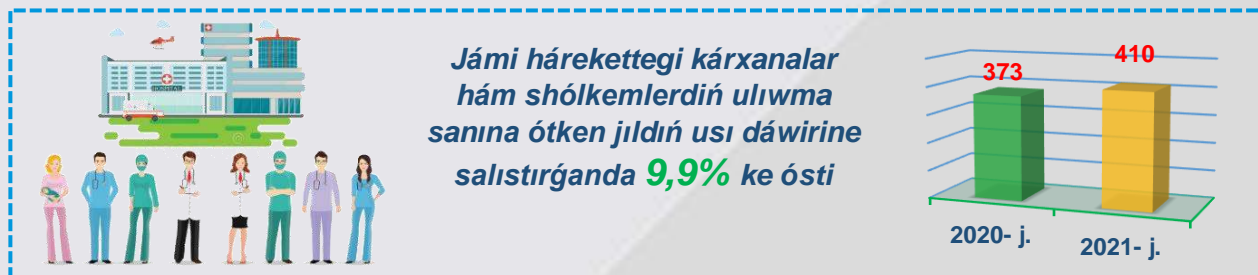 HOSPITAL
Jámi hárekettegi kárxanalar
hám shólkemlerdiń ulıwma
sanına ótken jıldıń usı dáwirine
salıstırǵanda 9,9% ke ósti
373
410
2020- j.
2021- j.